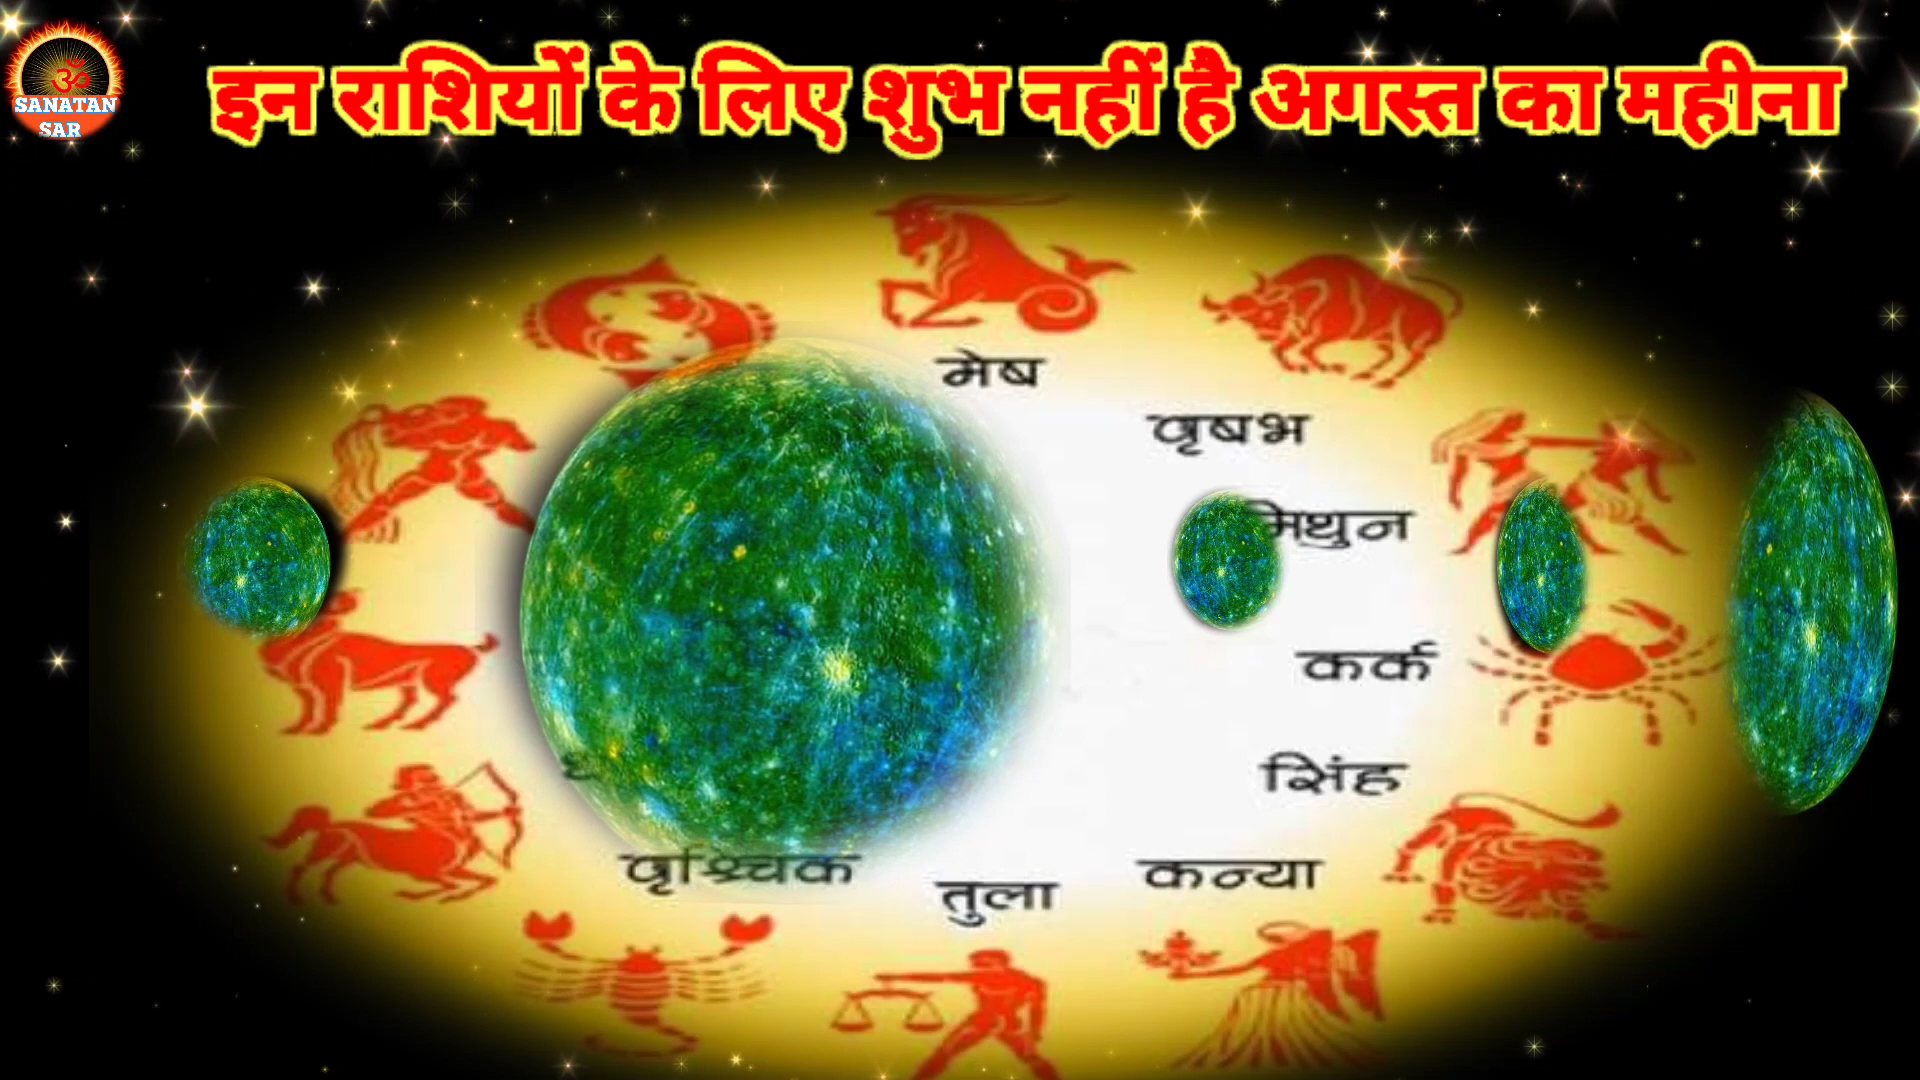 इन राशियों के लिए शुभ नहीं है अगस्त का महीना
SANATAN
SAR
मेष
वृषभ
मिथुन
कर्क
सिंह
कन्या
तुला
वृश्चिक